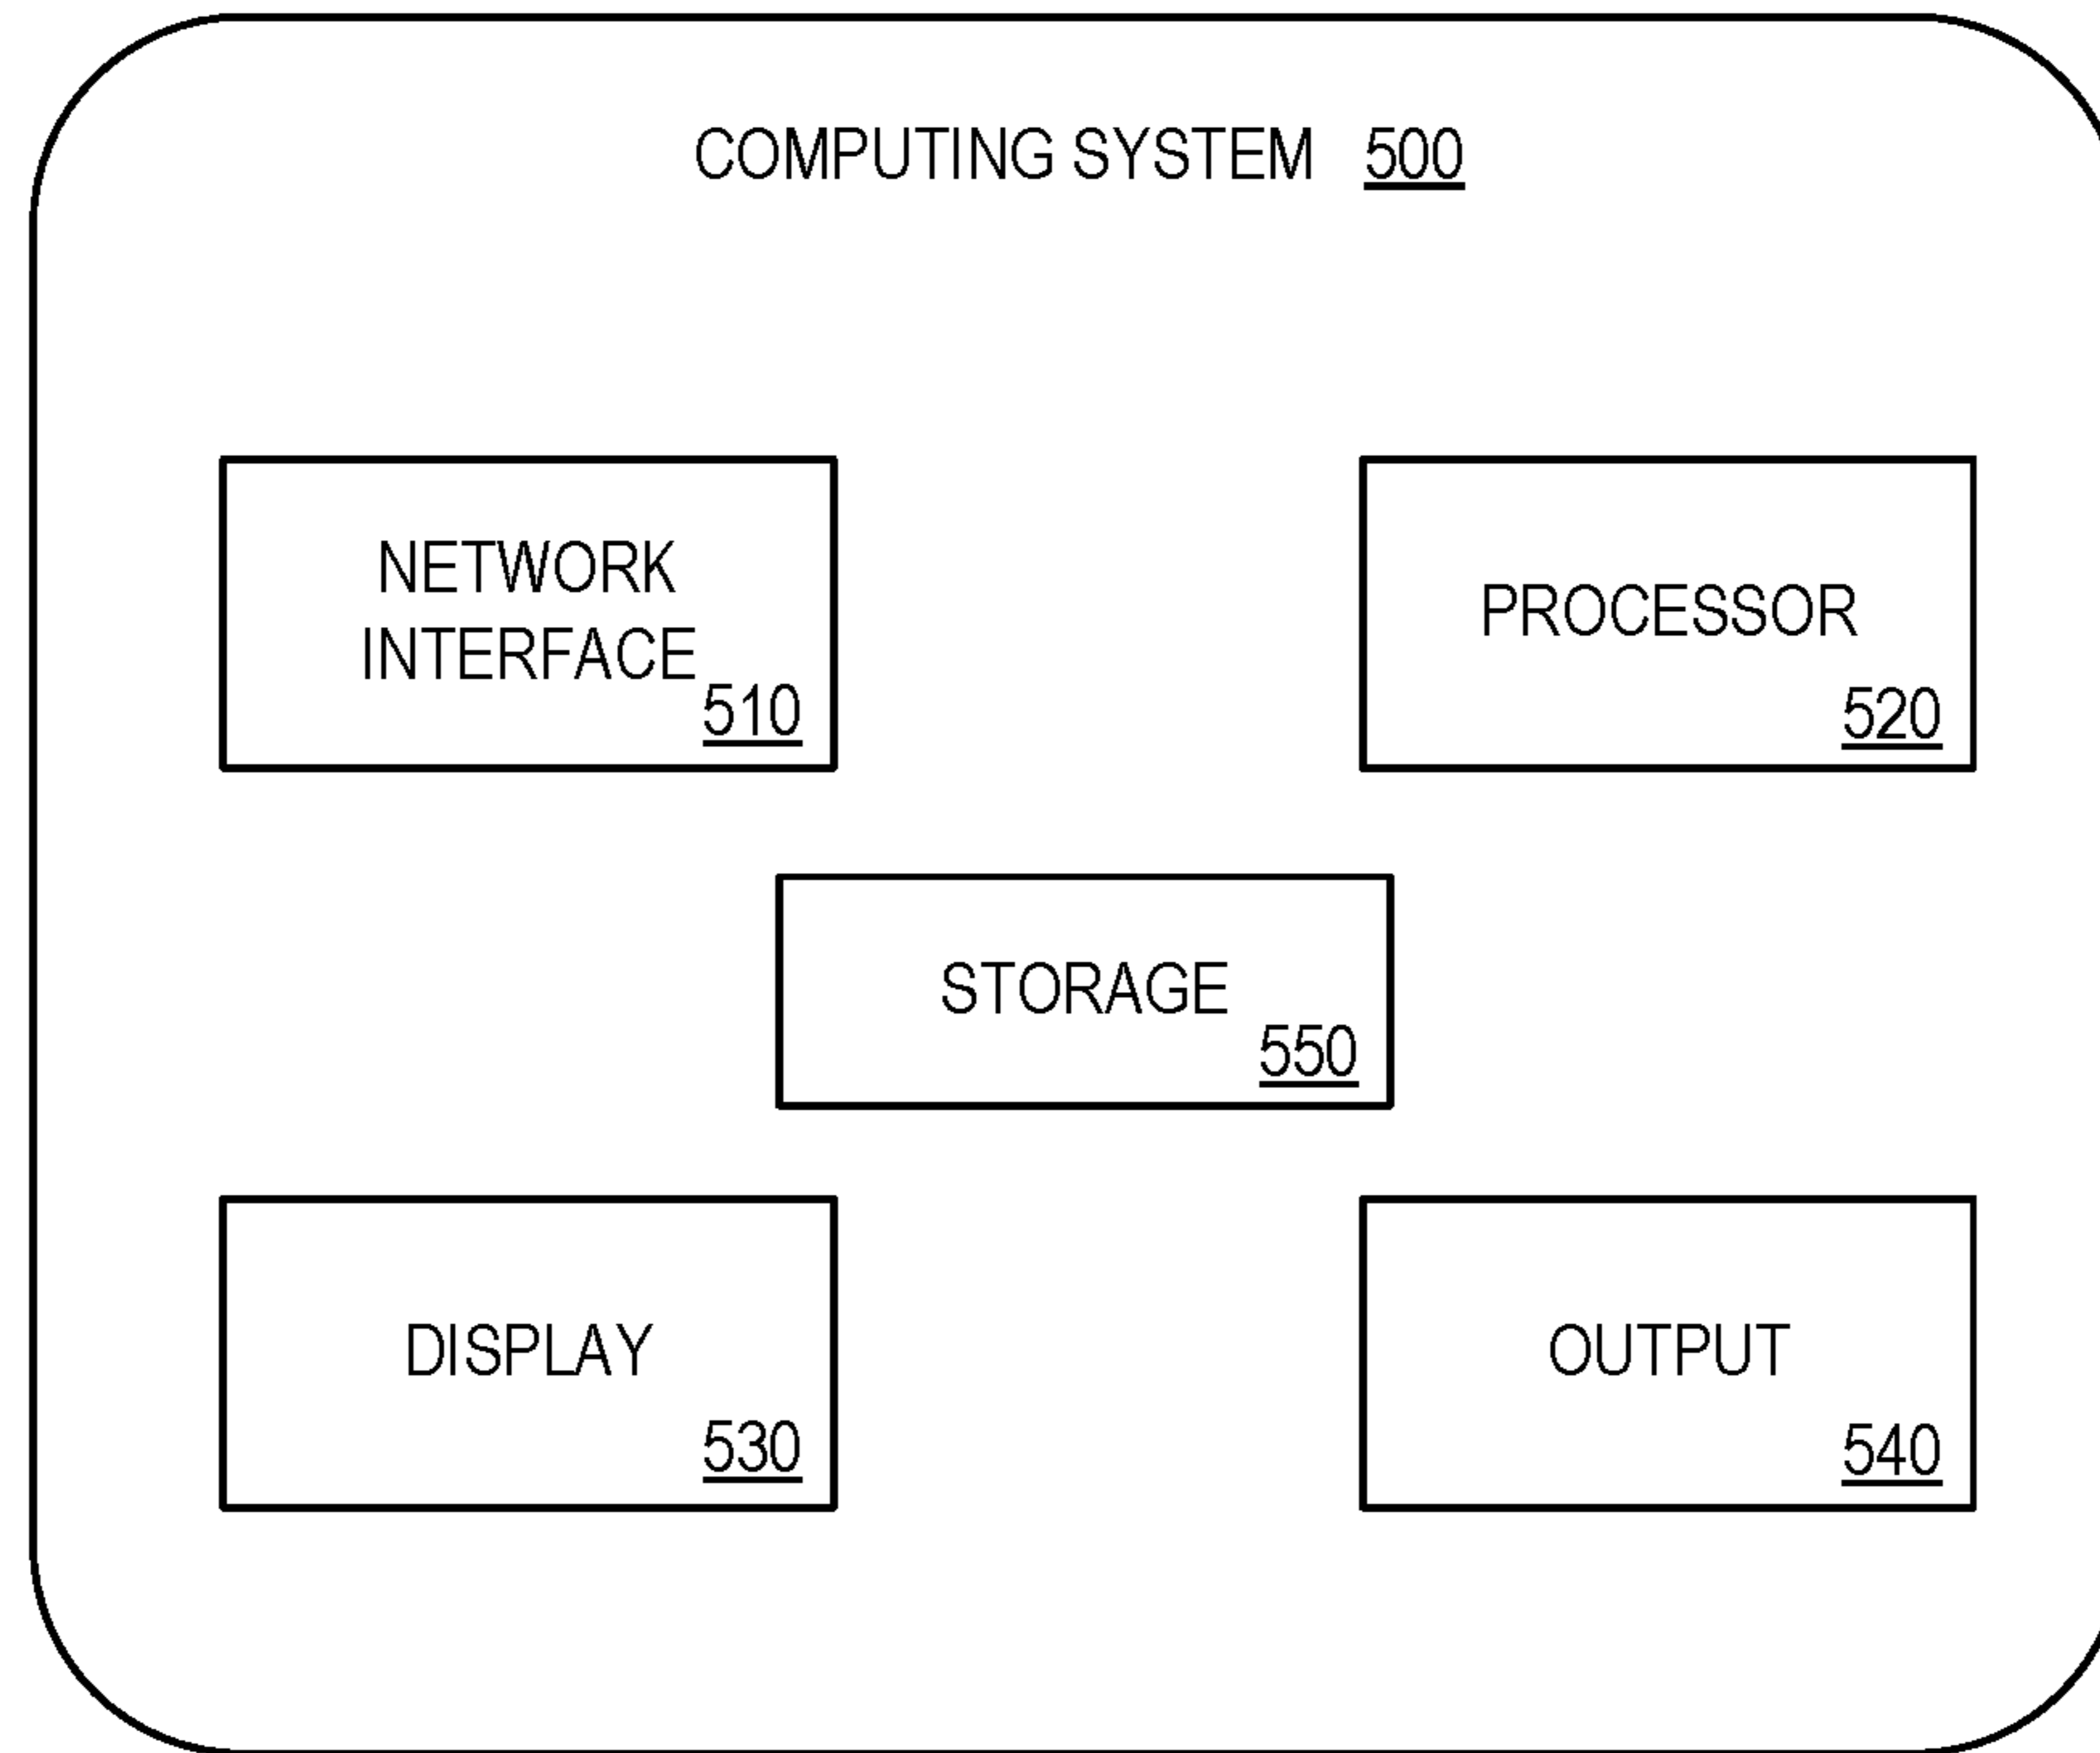 COMPUTING SYSTEM 500
NETWORK
INTERFACE
510
PROCESSOR
520
STORAGE
550
DISPLAY
530
OUTPUT
540